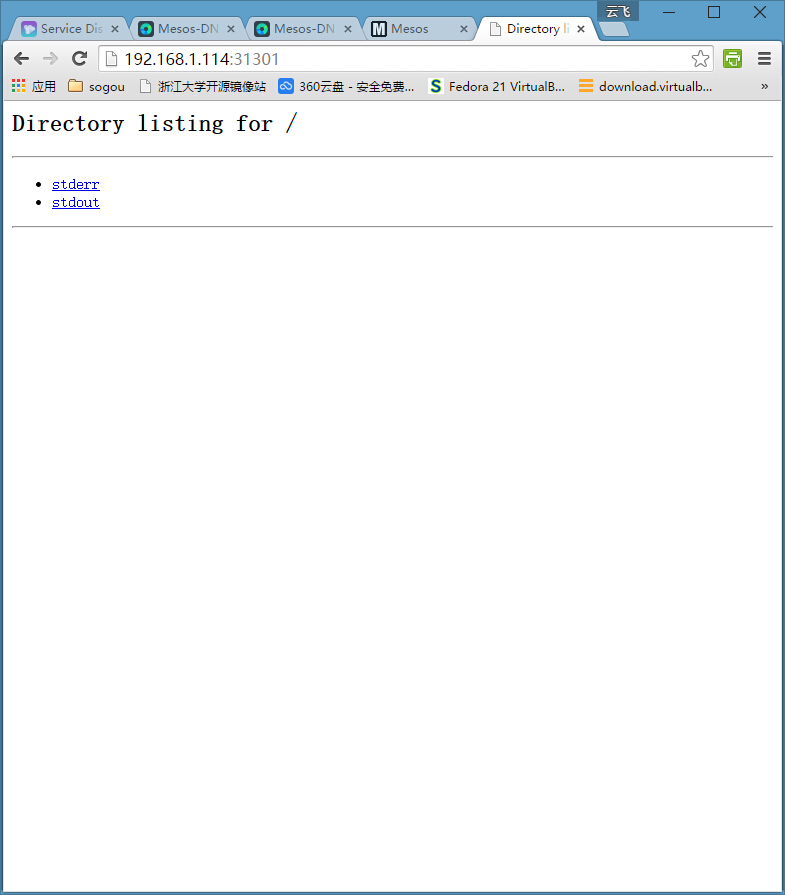 云飞
Service Dis
Mesos-DN
Mesos-DN
Mesos
Directory li
192.168.1.114:31301
应用
sogou
浙江大学开源镜像站
360云盘 - 安全免费...
Fedora 21 VirtualB...
download.virtualb...
»
Directory listing for /
• stderr
• stdout